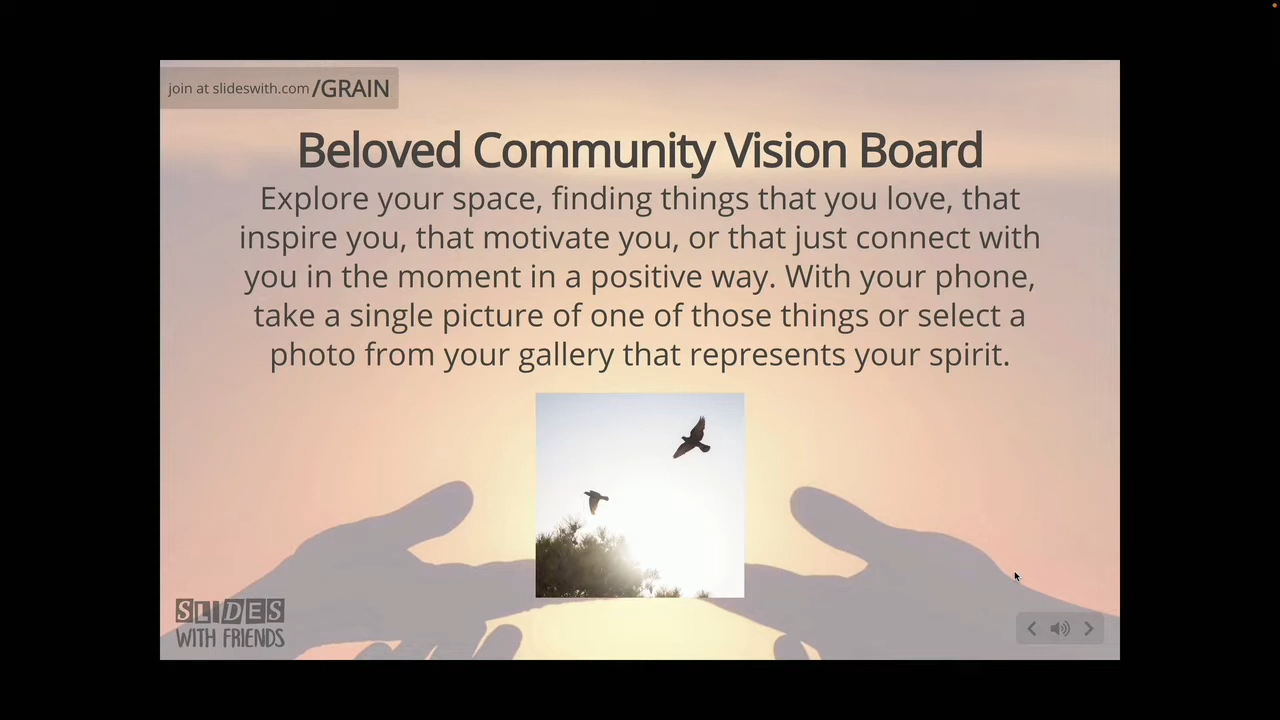 join at slideswith.com /GRAIN
Beloved Community Vision Board
Explore your space, finding things that you love, that
inspire you, that motivate you, or that just connect with
you in the moment in a positive way. With your phone,
take a single picture of one of those things or select a
photo from your gallery that represents your spirit.
SLIDES
WITH FRIENDS